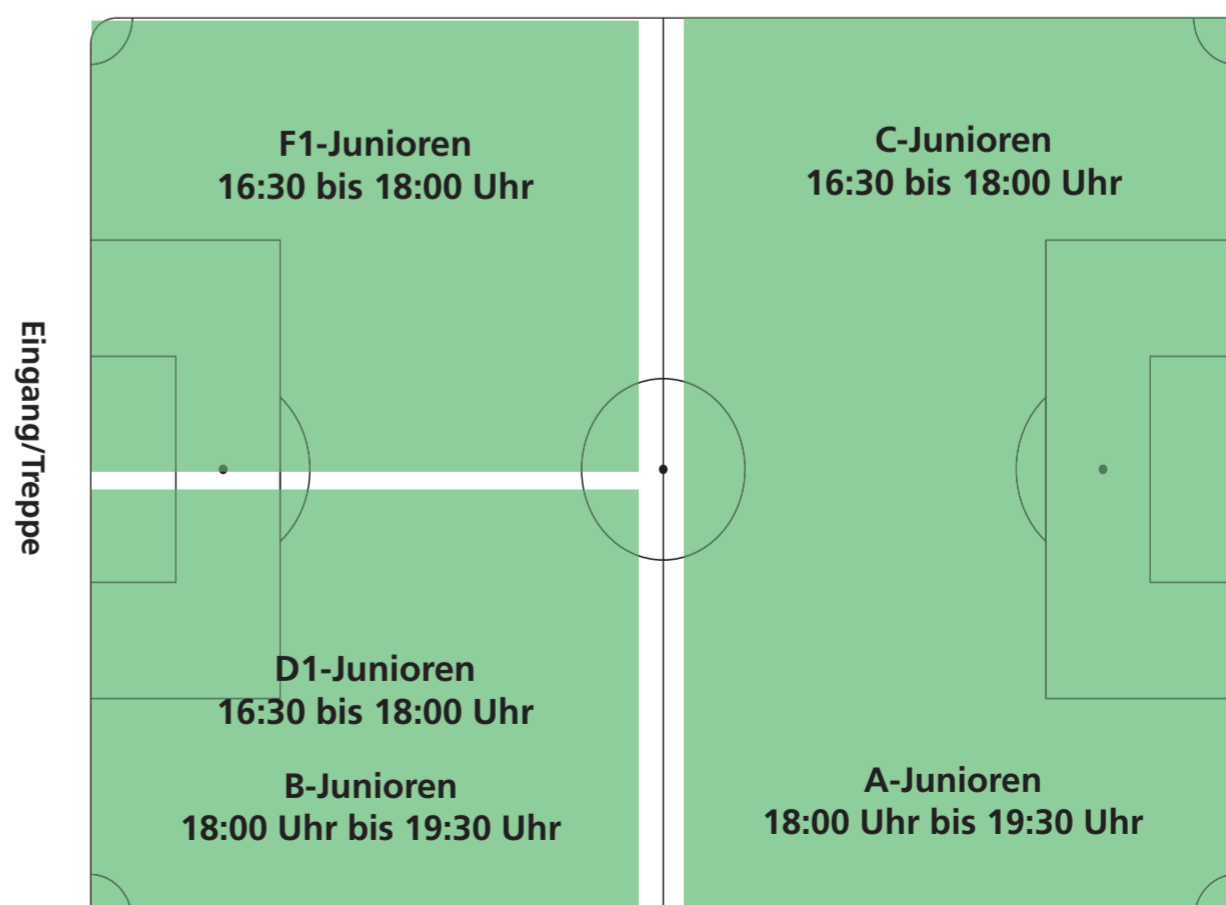 F1-Junioren
16:30 bis 18:00 Uhr
C-Junioren
16:30 bis 18:00 Uhr
Eingang/Treppe
D1-Junioren
16:30 bis 18:00 Uhr
B-Junioren
18:00 Uhr bis 19:30 Uhr
A-Junioren
18:00 Uhr bis 19:30 Uhr